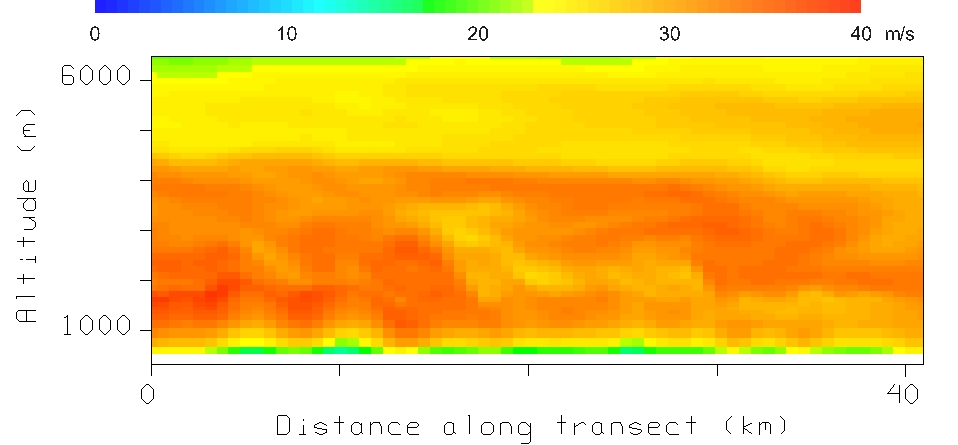 0 10 20 30 40 m/s
6000
Altitude (m)
1000
0 40
Distance along transect (km)